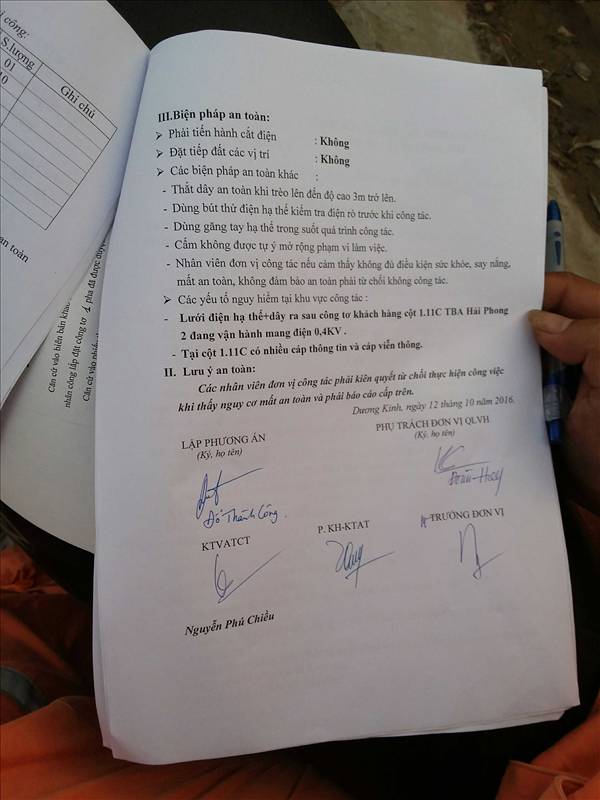 công:
S.lượng
Ghi chú
01
10
an toàn
Căn cứ vào biên bản khảo
nhân công lắp đặt công tơ 1 pha đã được duyệt
III.Biện pháp an toàn:
➢ Phải tiến hành cắt điện : Không
➢ Đặt tiếp đất các vị trí : Không
➢ Các biện pháp an toàn khác :
- Thắt dây an toàn khi trèo lên đến độ cao 3m trở lên.
- Dùng bút thử điện hạ thế kiểm tra điện rò trước khi công tác.
- Dùng găng tay hạ thế trong suốt quá trình công tác.
- Cấm không được tự ý mở rộng phạm vi làm việc.
- Nhân viên đơn vị công tác nếu cảm thấy không đủ điều kiện sức khỏe, say nắng,
mất an toàn, không đảm bảo an toàn phải từ chối không công tác.
➢ Các yếu tố nguy hiểm tại khu vực công tác :
- Lưới điện hạ thế+dây ra sau công tơ khách hàng cột 1.11C TBA Hải Phong
2 đang vận hành mang điện 0,4KV .
- Tại cột 1.11C có nhiều cáp thông tin và cáp viễn thông.
II. Lưu ý an toàn:
Các nhân viên đơn vị công tác phải kiên quyết từ chối thực hiện công việc
khi thấy nguy cơ mất an toàn và phải báo cáo cấp trên.
Dương Kinh, ngày 12 tháng 10 năm 2016.
LẬP PHƯƠNG ÁN
(Ký, họ tên)
PHỤ TRÁCH ĐƠN VỊ QLVH
(Ký, họ tên)
Đỗ Thành Công.
Đoàn Huy
KTVATCT
P. KH-KTAT
TRƯỞNG ĐƠN VỊ
Nguyễn Phú Chiều